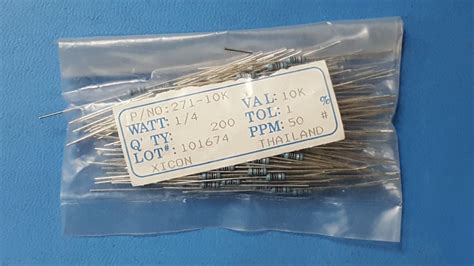 P/NO: 271-10K
WATT: 1/4 VAL: 10K
Q'TY: 200 TOL: 1 %
LOT#: 101674 PPM: 50 #
XICON THAILAND